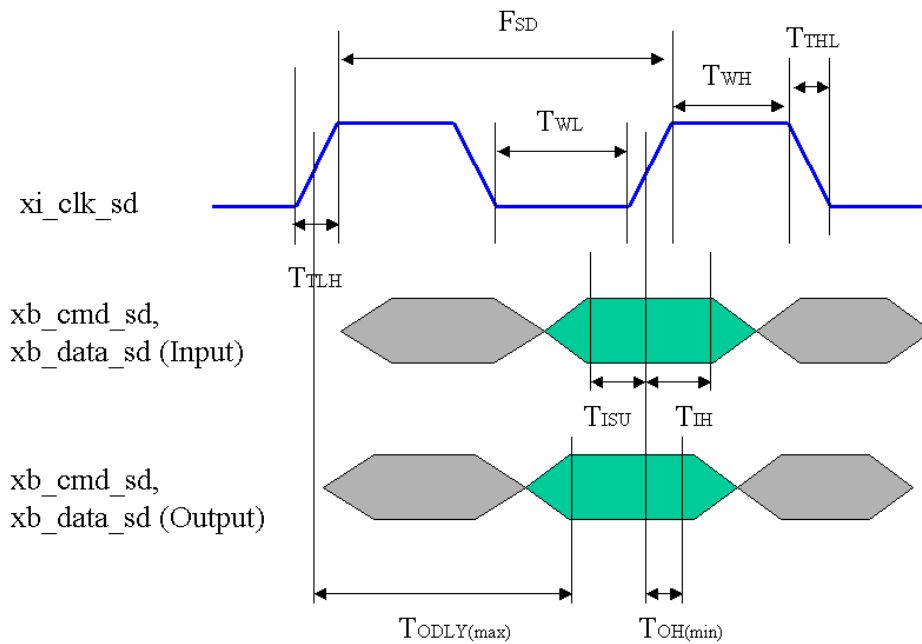 FSD
TTHL
TWH
TWL
xi_clk_sd
TTLH
xb_cmd_sd,
xb_data_sd (Input)
TISU
TIH
xb_cmd_sd,
xb_data_sd (Output)
TODLY(max)
TOH(min)